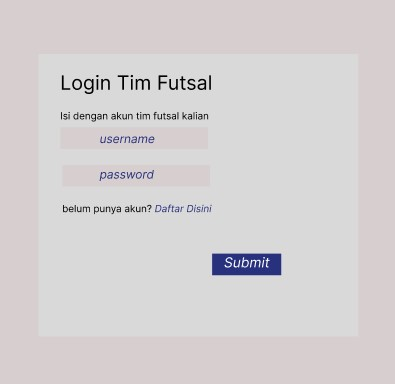 Login Tim Futsal
Isi dengan akun tim futsal kalian
username
password
belum punya akun? Daftar Disini
Submit